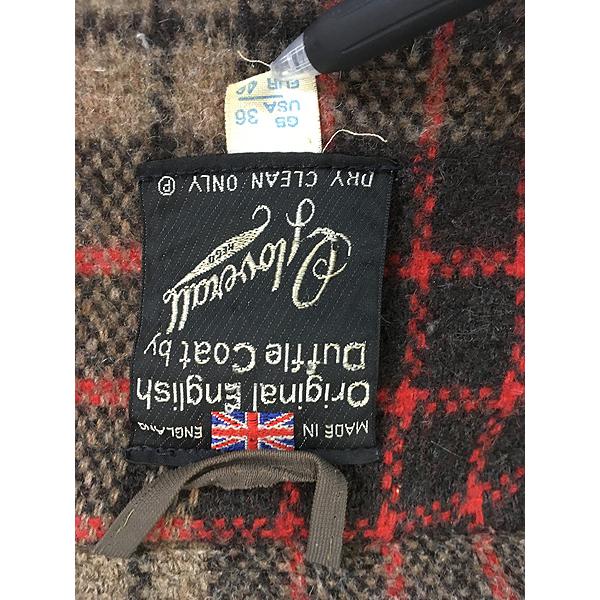 MADE IN ENGLAND
Original English
Duffle Coat by
Gloverall
REGD
DRY CLEAN ONLY Ⓟ
GB
USA 36
EUR 46